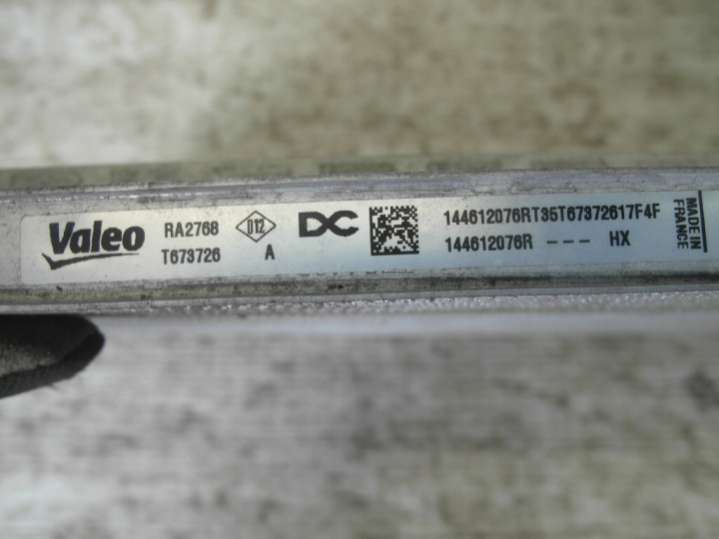 Valeo RA2768 D12 DC 144612076RT35T67372617F4F
T673726 A 144612076R --- HX
MADE IN
FRANCE